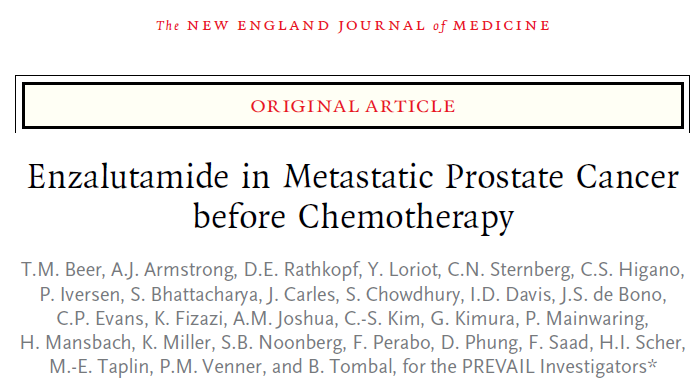 The NEW ENGLAND JOURNAL of MEDICINE
ORIGINAL ARTICLE
Enzalutamide in Metastatic Prostate Cancer
before Chemotherapy
T.M. Beer, A.J. Armstrong, D.E. Rathkopf, Y. Loriot, C.N. Sternberg, C.S. Higano,
P. Iversen, S. Bhattacharya, J. Carles, S. Chowdhury, I.D. Davis, J.S. de Bono,
C.P. Evans, K. Fizazi, A.M. Joshua, C.-S. Kim, G. Kimura, P. Mainwaring,
H. Mansbach, K. Miller, S.B. Noonberg, F. Perabo, D. Phung, F. Saad, H.I. Scher,
M.-E. Taplin, P.M. Venner, and B. Tombal, for the PREVAIL Investigators*